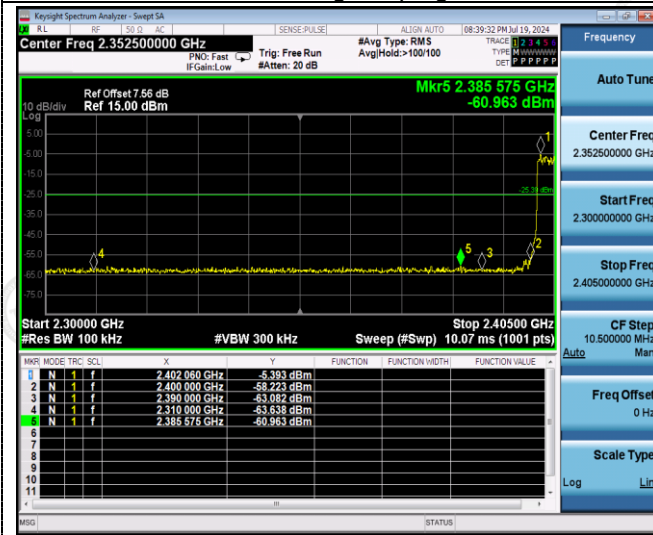 Keysight Spectrum Analyzer - Swept SA
RL RF 50 Ω AC SENSE:PULSE ALIGN AUTO 08:39:32 PM Jul 19, 2024
Center Freq 2.352500000 GHz
PNO: Fast
IFGain:Low
Trig: Free Run
#Atten: 20 dB
#Avg Type: RMS
Avg|Hold:>100/100
TRACE 1 2 3 4 5 6
TYPE MWWWWW
DET P P P P P P
Mkr5 2.385 575 GHz
-60.963 dBm
Ref Offset 7.56 dB
Ref 15.00 dBm
10 dB/div
Log
5.00
-5.00
-15.0
-25.0
-35.0
-45.0
-55.0
-65.0
-75.0
1
-25.39 dBm
4
5
3
2
Start 2.30000 GHz Stop 2.40500 GHz
#Res BW 100 kHz #VBW 300 kHz Sweep (#Swp) 10.07 ms (1001 pts)
MKR MODE TRC SCL X Y FUNCTION FUNCTION WIDTH FUNCTION VALUE
1 N 1 f 2.402 060 GHz -5.393 dBm
2 N 1 f 2.400 000 GHz -58.223 dBm
3 N 1 f 2.390 000 GHz -63.082 dBm
4 N 1 f 2.310 000 GHz -63.638 dBm
5 N 1 f 2.385 575 GHz -60.963 dBm
6
7
8
9
10
11
MSG STATUS
Frequency
Auto Tune
Center Freq
2.352500000 GHz
Start Freq
2.300000000 GHz
Stop Freq
2.405000000 GHz
CF Step
10.500000 MHz
Auto Man
Freq Offset
0 Hz
Scale Type
Log Lin